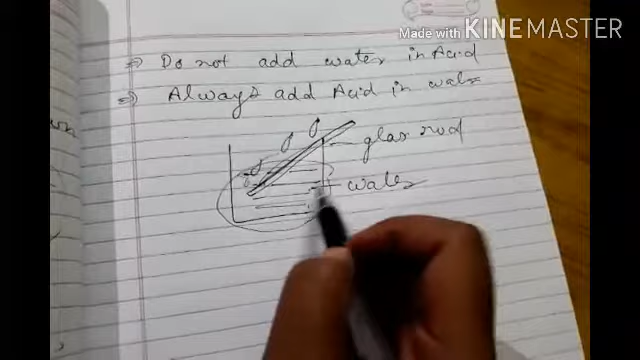 Made with KINEMASTER
=> Do not add water in Acid
=> Always add Acid in water
glass rod
water